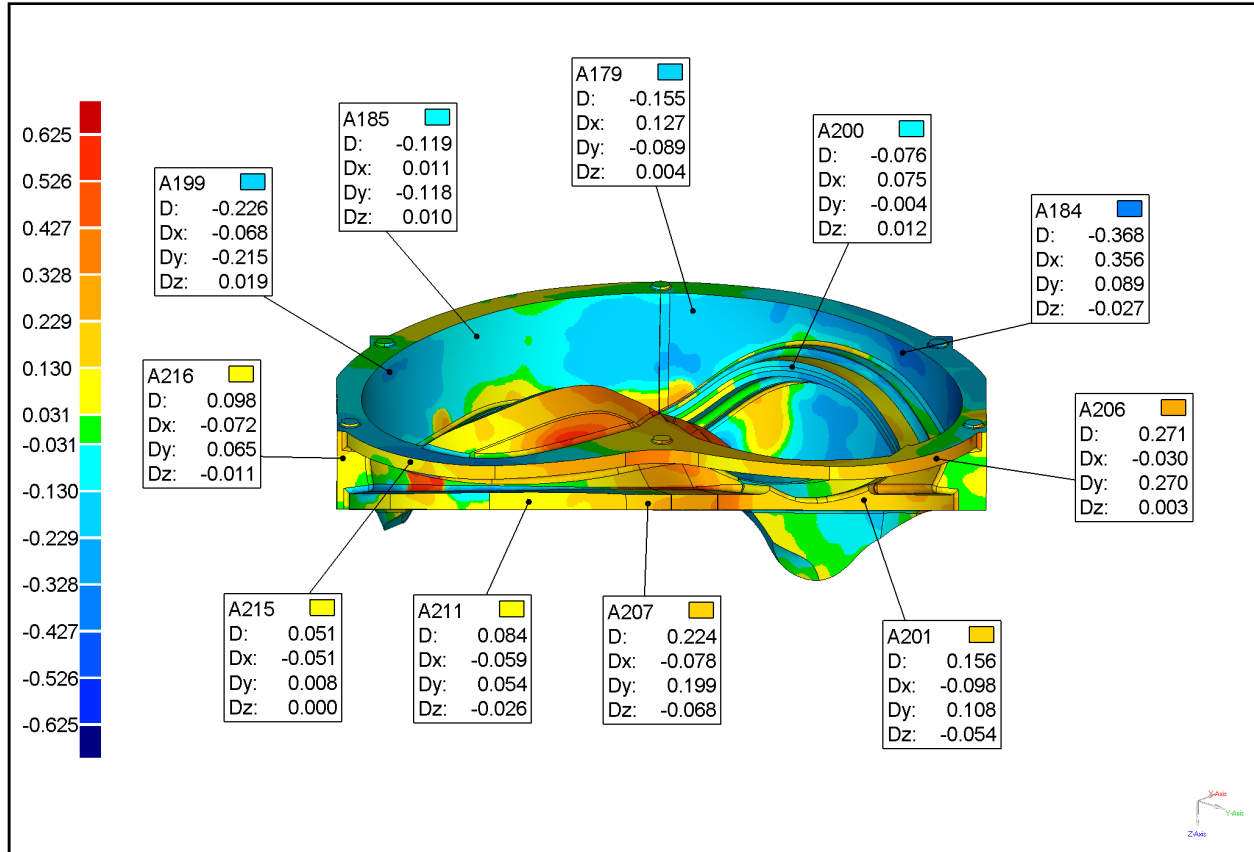 0.625
0.526
0.427
0.328
0.229
0.130
0.031
-0.031
-0.130
-0.229
-0.328
-0.427
-0.526
-0.625
A179
D: -0.155
Dx: 0.127
Dy: -0.089
Dz: 0.004
A185
D: -0.119
Dx: 0.011
Dy: -0.118
Dz: 0.010
A200
D: -0.076
Dx: 0.075
Dy: -0.004
Dz: 0.012
A199
D: -0.226
Dx: -0.068
Dy: -0.215
Dz: 0.019
A184
D: -0.368
Dx: 0.356
Dy: 0.089
Dz: -0.027
A216
D: 0.098
Dx: -0.072
Dy: 0.065
Dz: -0.011
A206
D: 0.271
Dx: -0.030
Dy: 0.270
Dz: 0.003
A215
D: 0.051
Dx: -0.051
Dy: 0.008
Dz: 0.000
A211
D: 0.084
Dx: -0.059
Dy: 0.054
Dz: -0.026
A207
D: 0.224
Dx: -0.078
Dy: 0.199
Dz: -0.068
A201
D: 0.156
Dx: -0.098
Dy: 0.108
Dz: -0.054
X-Axis
Y-Axis
Z-Axis